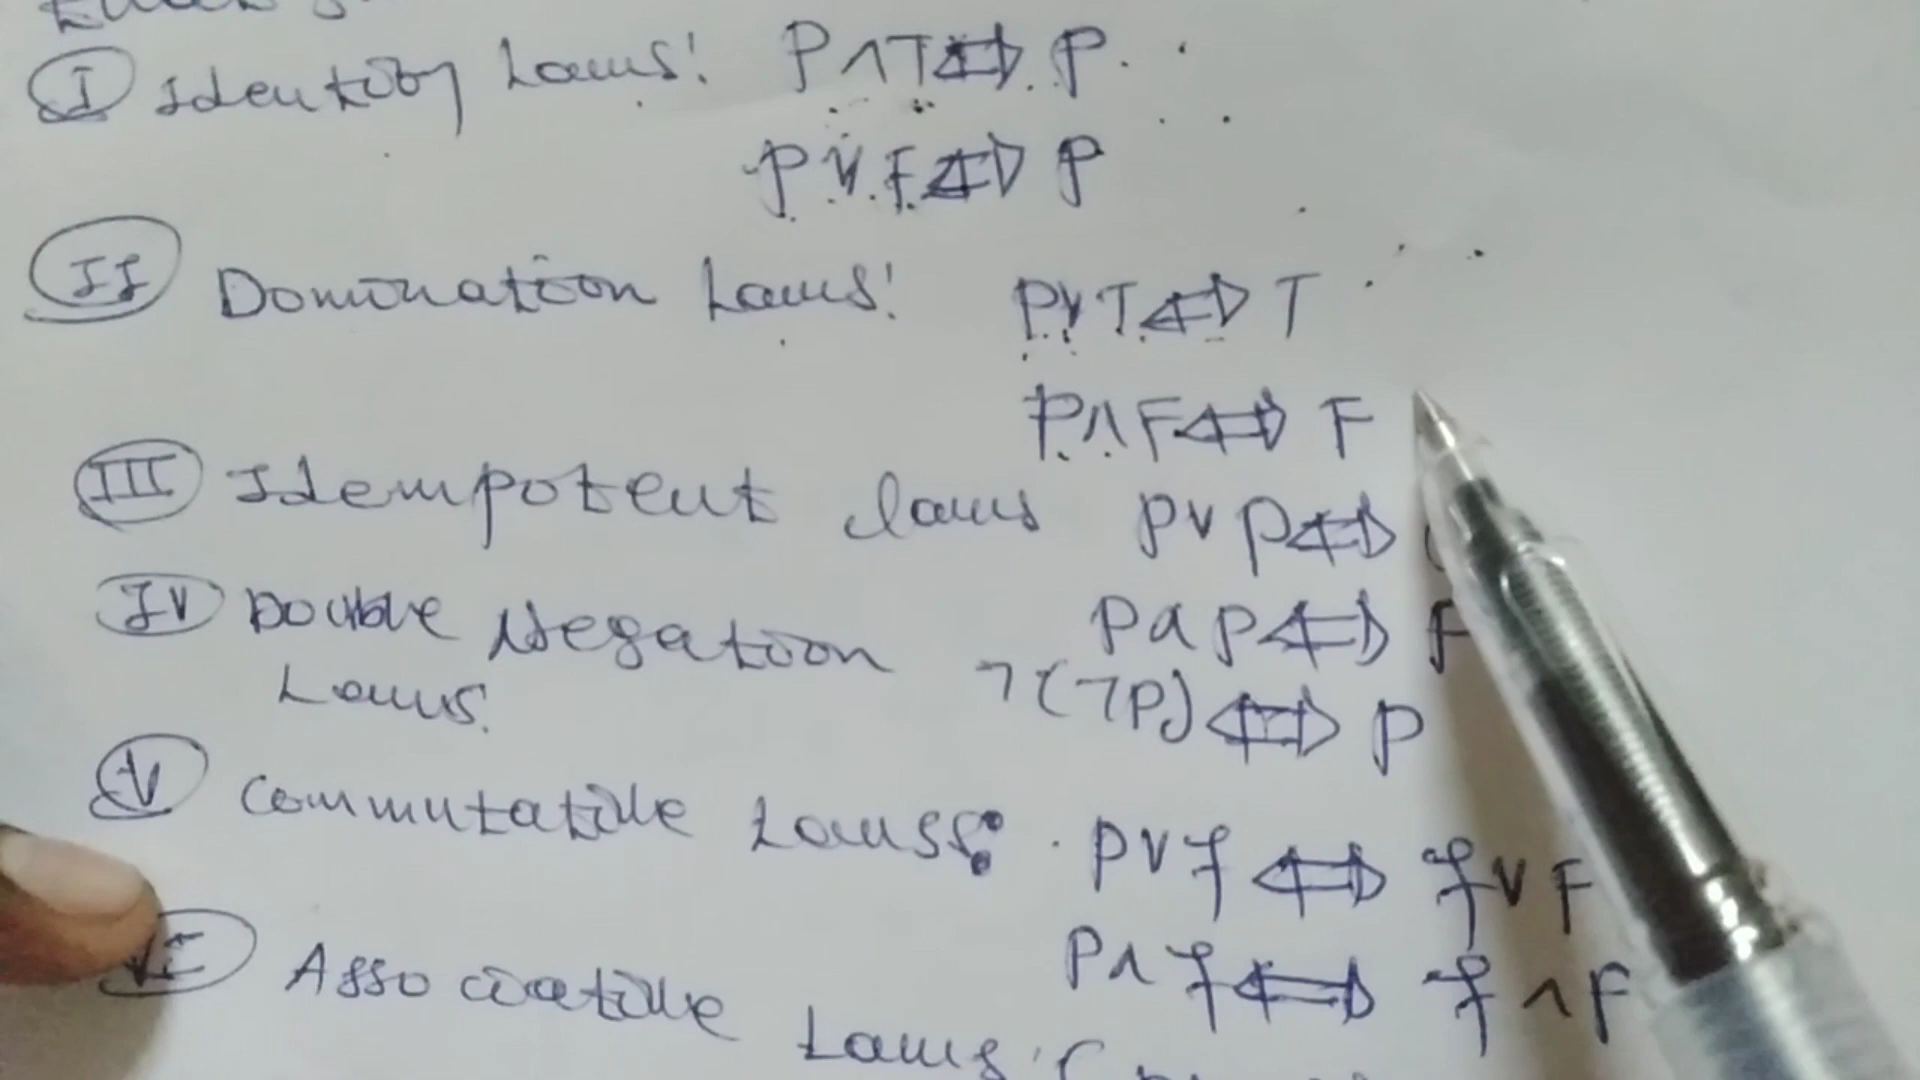 I Identity Laws: P∧T⇔P.
P∨F⇔P
II Domination Laws: P∨T⇔T
P∧F⇔F
III Idempotent laws P∨P⇔
IV Double Negation P∧P⇔
Laws. ¬(¬P)⇔P
V Commutative Laws: P∨q⇔q∨F
P∧q⇔q∧F
VI Associative Laws: